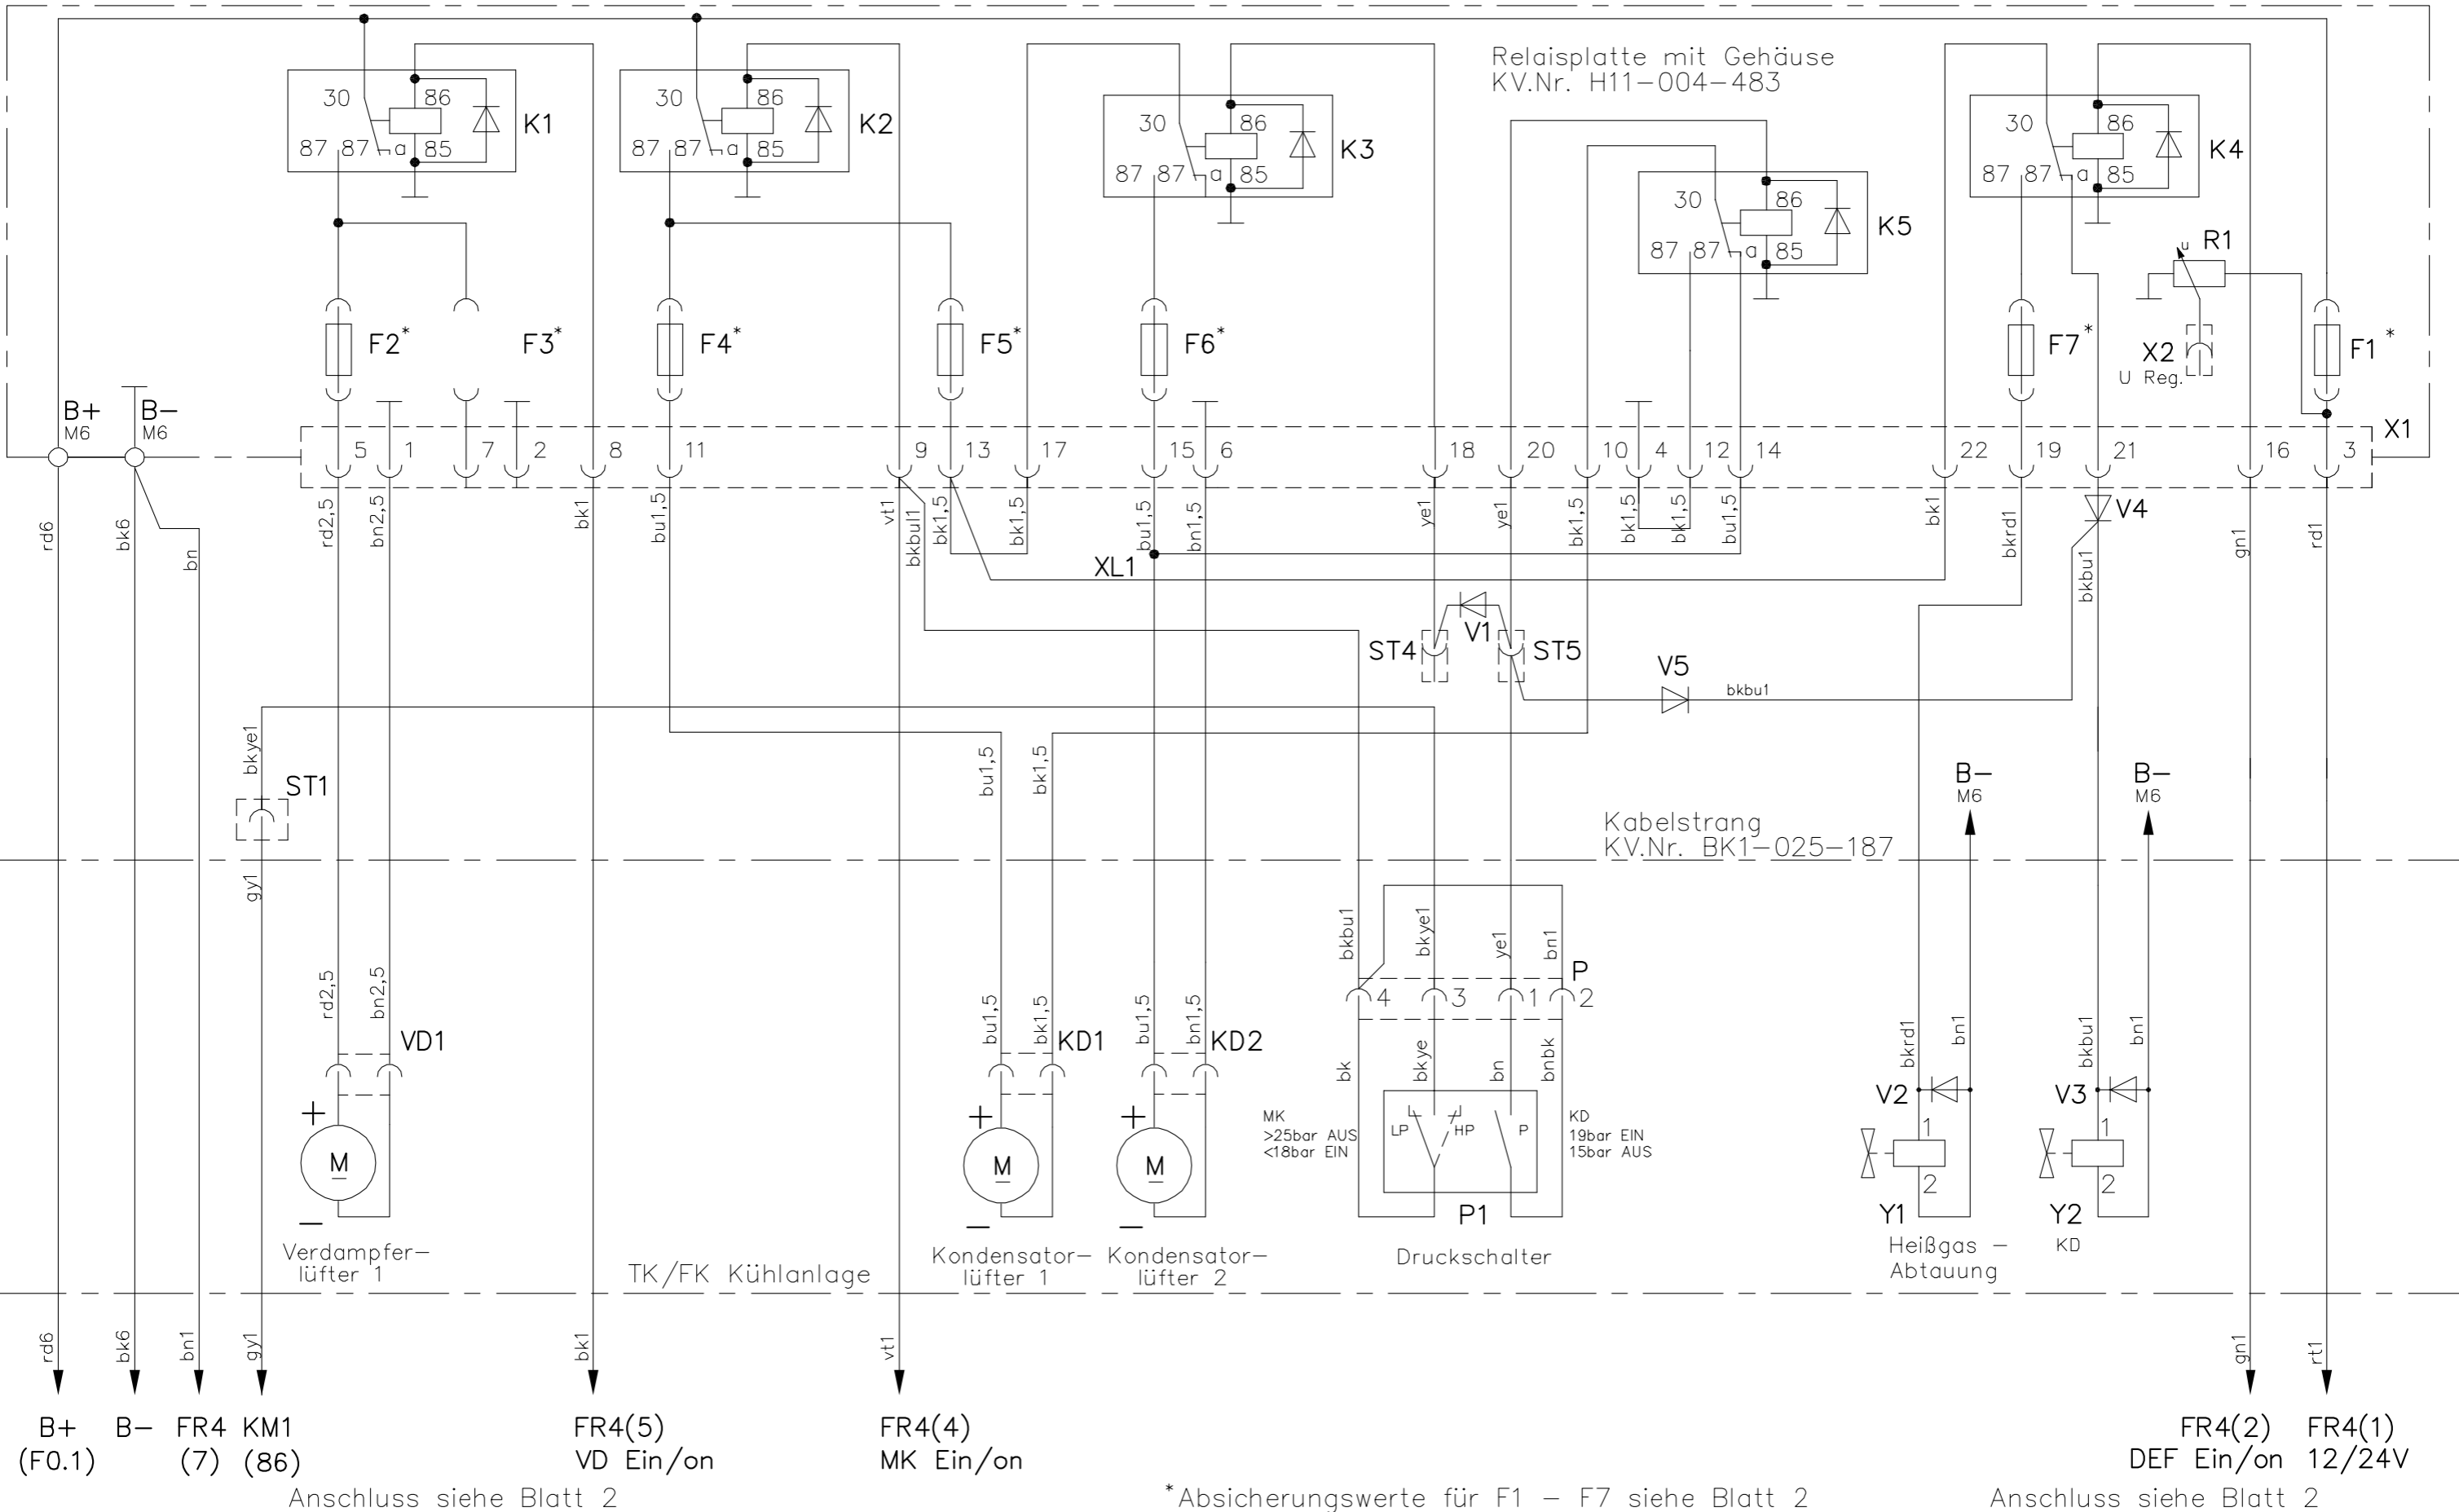 Relaisplatte mit Gehäuse
KV.Nr. H11-004-483
30 86
87 87 a 85
K1
30 86
87 87 a 85
K2
30 86
87 87 a 85
K3
30 86
87 87 a 85
K5
30 86
87 87 a 85
K4
u R1
F2*
F3*
F4*
F5*
F6*
F7*
X2
U Reg.
F1*
B+
M6
B-
M6
X1
5 1 7 2 8 11 9 13 17 15 6 18 20 10 4 12 14 22 19 21 16 3
rd6
bk6
bn
rd2,5
bn2,5
bk1
bu1,5
vt1
bkbul1
bk1,5
bk1,5
bu1,5
bn1,5
ye1
ye1
bk1,5
bk1,5
bk1,5
bu1,5
bk1
bkrd1
V4
bkbu1
gn1
rd1
XL1
ST4
V1
ST5
V5
bkbu1
bkye1
ST1
bu1,5
bk1,5
B-
M6
B-
M6
Kabelstrang
KV.Nr. BK1-025-187
gy1
rd2,5
bn2,5
VD1
bu1,5
bk1,5
KD1
bu1,5
bn1,5
KD2
bkbu1
bkye1
ye1
bn1
P
4 3 1 2
bk
bkye
bn
bnbk
bkrd1
bn1
bkbu1
bn1
V2
V3
+
M
-
+
M
-
+
M
-
MK
>25bar AUS
<18bar EIN
LP HP P
KD
19bar EIN
15bar AUS
P1
1
2
Y1
1
2
Y2
KD
Verdampfer-
lüfter 1
TK/FK Kühlanlage
Kondensator-
lüfter 1
Kondensator-
lüfter 2
Druckschalter
Heißgas -
Abtauung
rd6
bk6
bn1
gy1
bk1
vt1
gn1
rt1
B+
(F0.1)
B-
FR4
(7)
KM1
(86)
FR4(5)
VD Ein/on
FR4(4)
MK Ein/on
FR4(2)
DEF Ein/on
FR4(1)
12/24V
Anschluss siehe Blatt 2
*Absicherungswerte für F1 - F7 siehe Blatt 2
Anschluss siehe Blatt 2